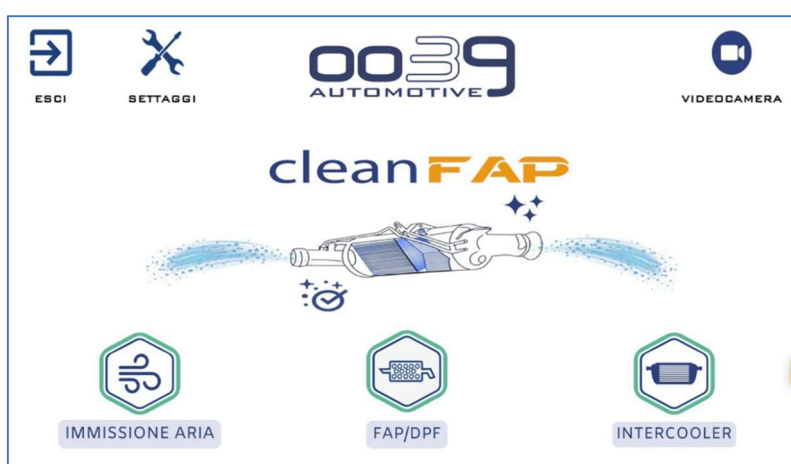 0039
AUTOMOTIVE
ESCI
SETTAGGI
VIDEOCAMERA
cleanFAP
IMMISSIONE ARIA
FAP/DPF
INTERCOOLER